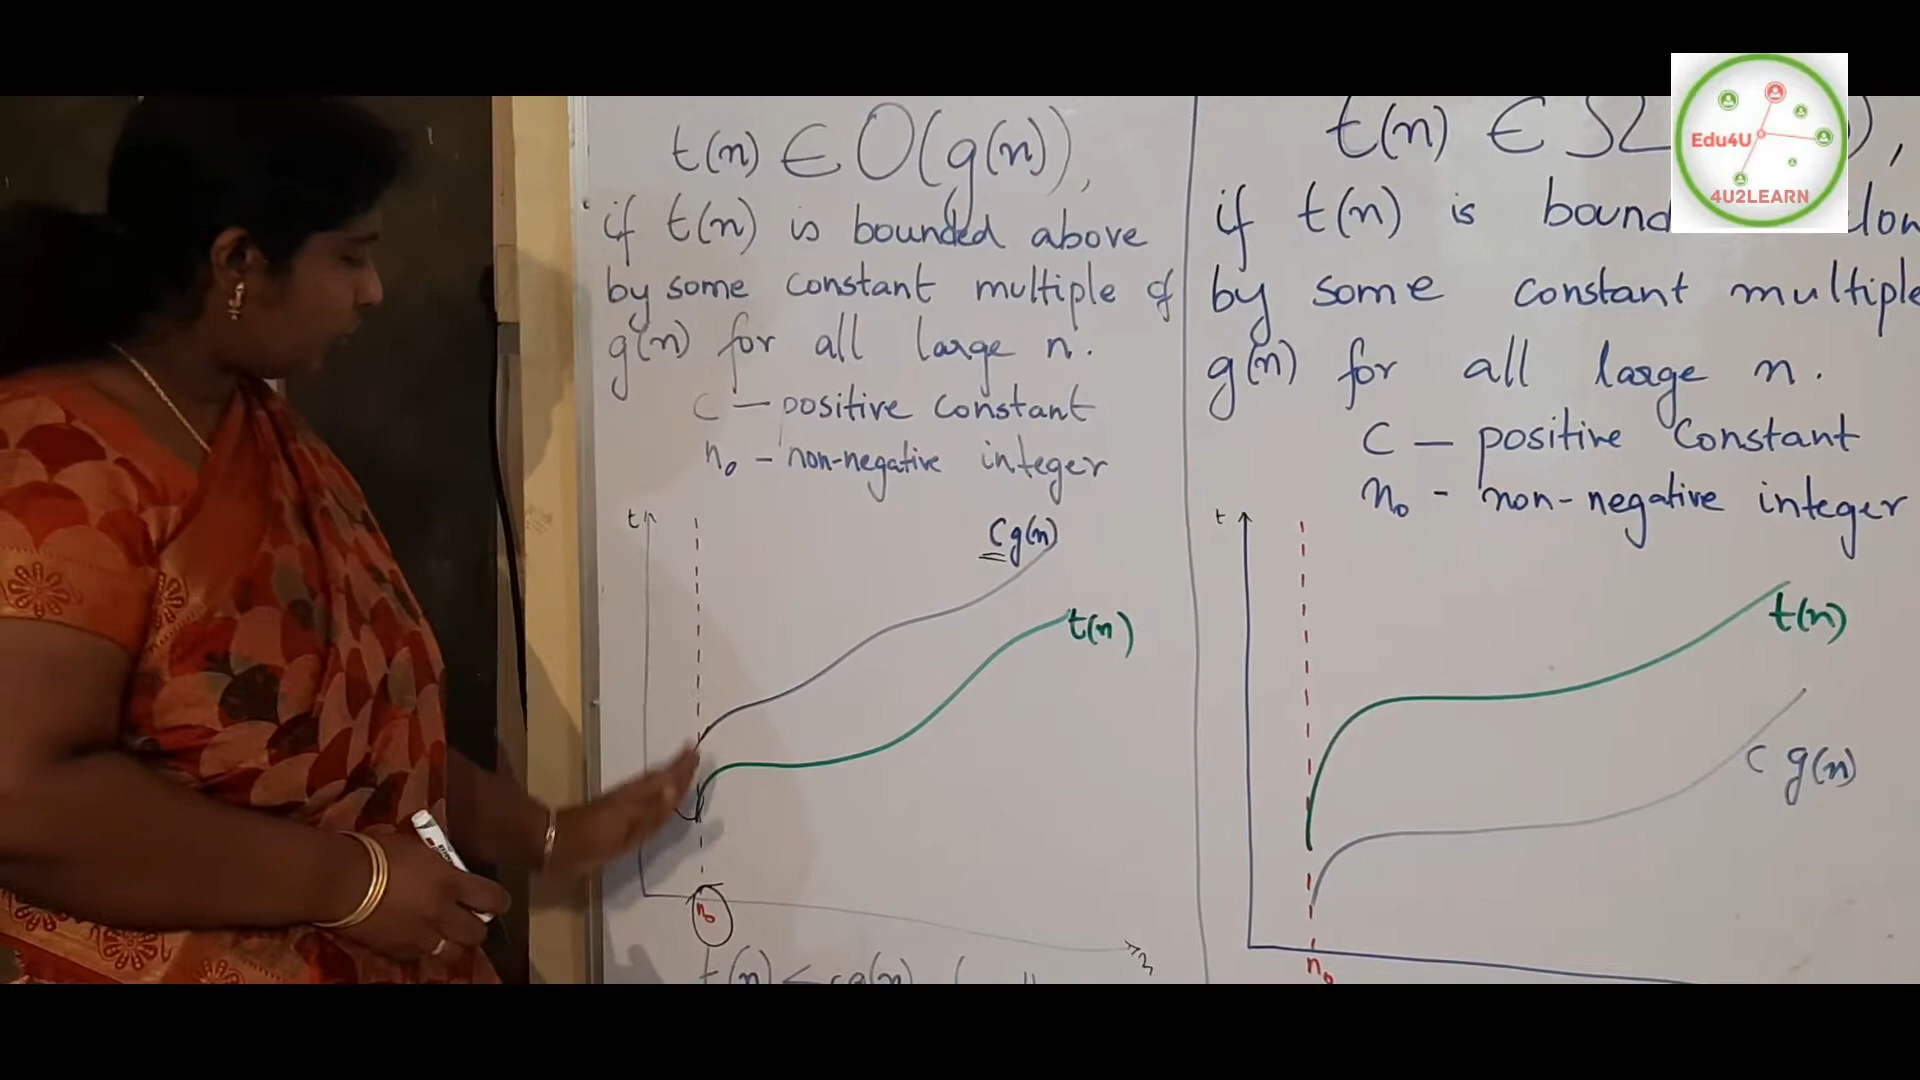 t(n) ∈ O(g(n)),
if t(n) is bounded above
by some constant multiple of
g(n) for all large n.
C — positive constant
n₀ - non-negative integer
t
Cg(n)
t(n)
n₀
t(n) ≤ cg(n)
t(n) ∈ Ω
if t(n) is
by some constant multiple
g(n) for all large n.
C — positive constant
n₀ - non-negative integer
t
t(n)
C g(n)
n₀
Edu4U
4U2LEARN